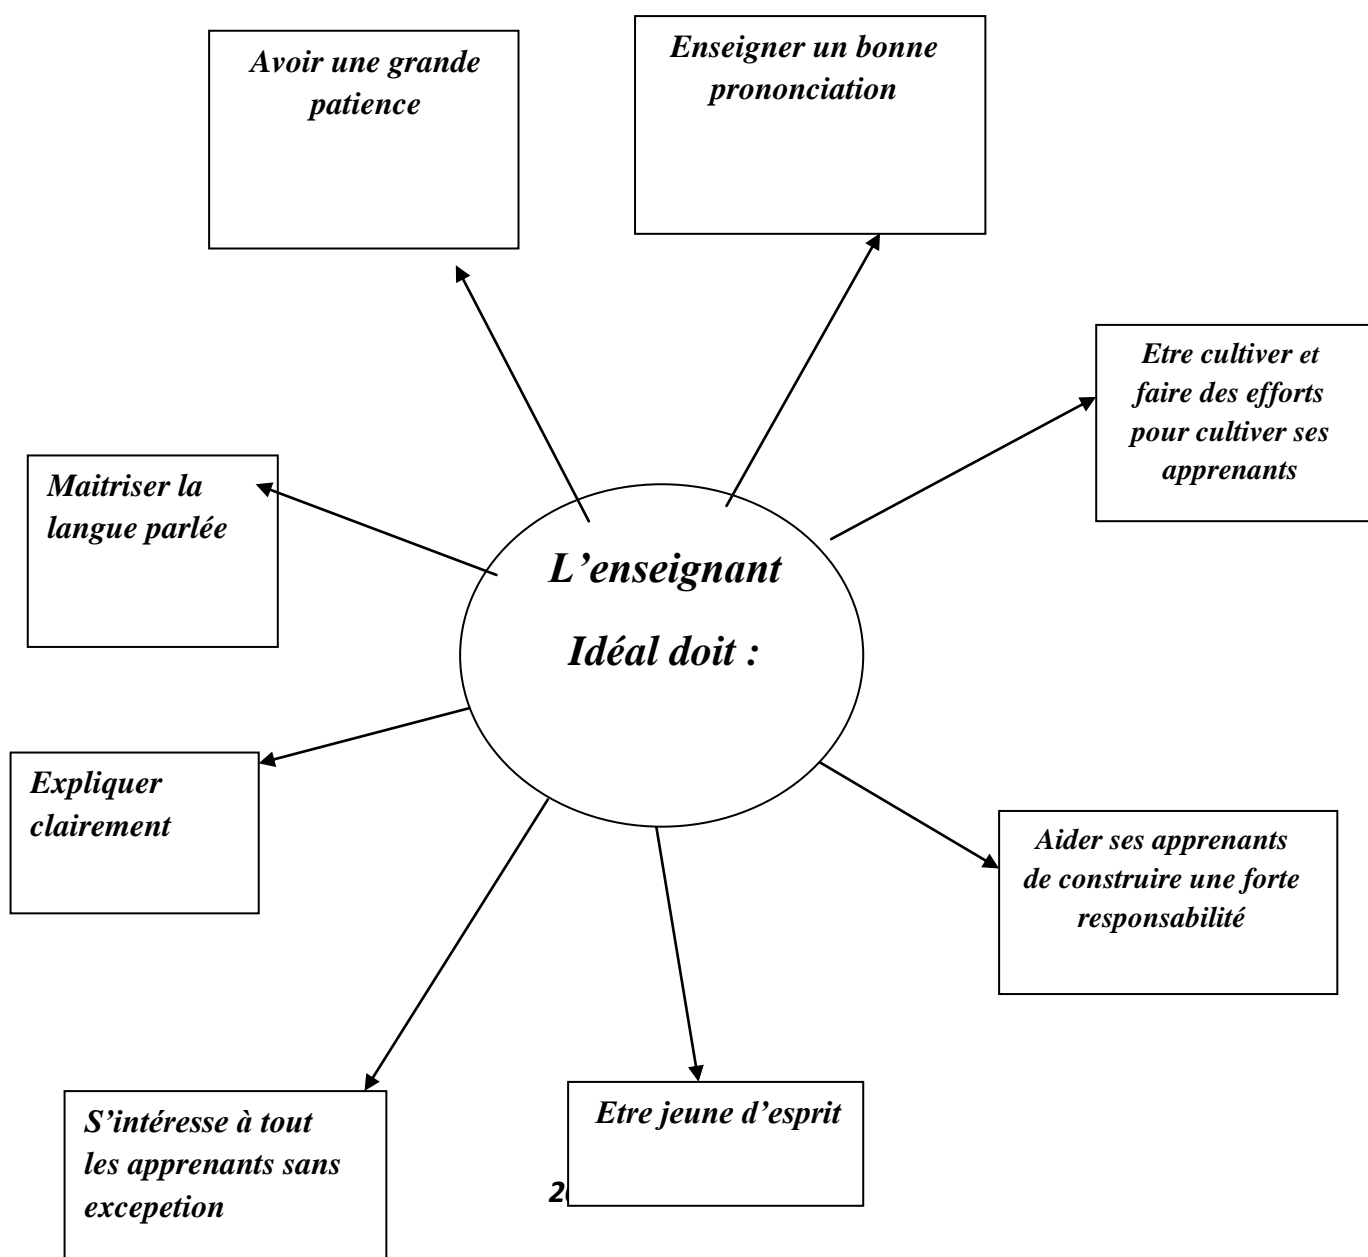 Avoir une grande
patience
Enseigner un bonne
prononciation
Etre cultiver et
faire des efforts
pour cultiver ses
apprenants
Maitriser la
langue parlée
L’enseignant
Idéal doit :
Expliquer
clairement
Aider ses apprenants
de construire une forte
responsabilité
S’intéresse à tout
les apprenants sans
excepetion
Etre jeune d’esprit